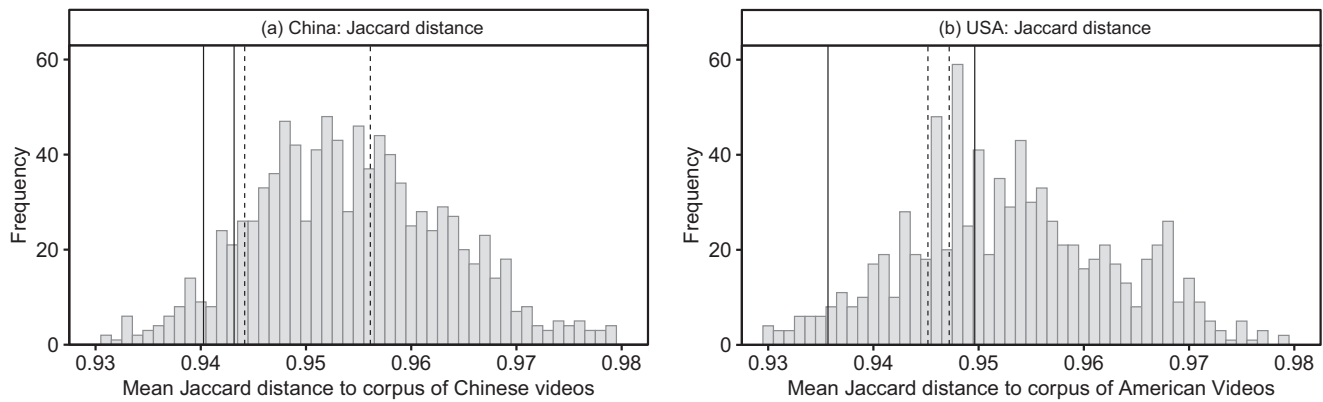 (a) China: Jaccard distance
60
40
20
0
Frequency
0.93 0.94 0.95 0.96 0.97 0.98
Mean Jaccard distance to corpus of Chinese videos
(b) USA: Jaccard distance
60
40
20
0
Frequency
0.93 0.94 0.95 0.96 0.97 0.98
Mean Jaccard distance to corpus of American Videos